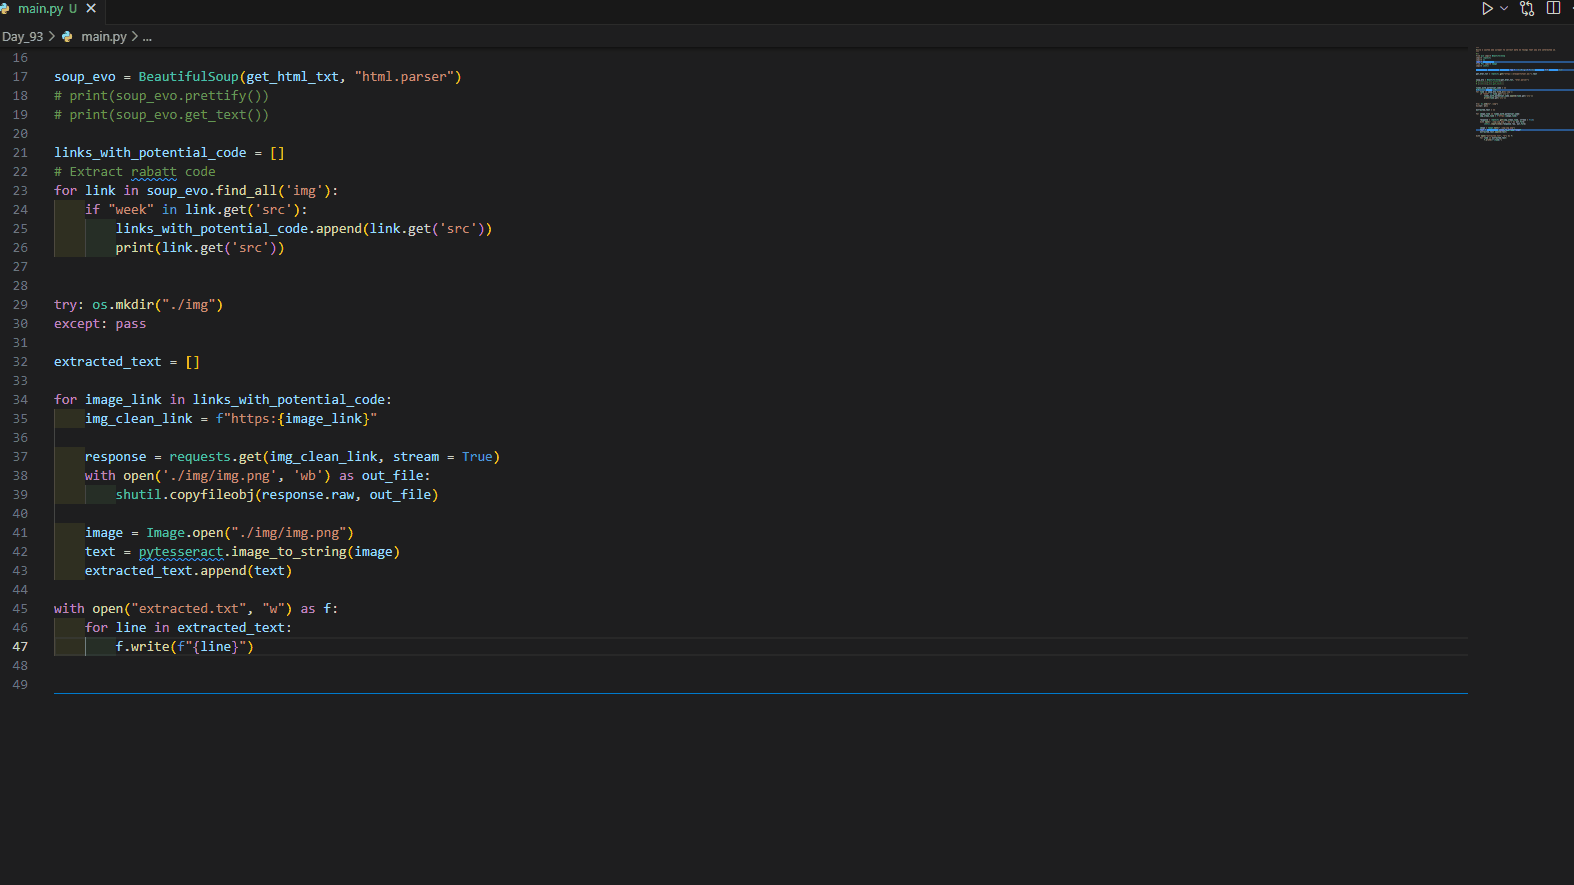 main.py U
Day_93 > main.py > ...
16
17 soup_evo = BeautifulSoup(get_html_txt, "html.parser")
18 # print(soup_evo.prettify())
19 # print(soup_evo.get_text())
20
21 links_with_potential_code = []
22 # Extract rabatt code
23 for link in soup_evo.find_all('img'):
24     if "week" in link.get('src'):
25         links_with_potential_code.append(link.get('src'))
26         print(link.get('src'))
27
28
29 try: os.mkdir("./img")
30 except: pass
31
32 extracted_text = []
33
34 for image_link in links_with_potential_code:
35     img_clean_link = f"https:{image_link}"
36
37     response = requests.get(img_clean_link, stream = True)
38     with open('./img/img.png', 'wb') as out_file:
39         shutil.copyfileobj(response.raw, out_file)
40
41     image = Image.open("./img/img.png")
42     text = pytesseract.image_to_string(image)
43     extracted_text.append(text)
44
45 with open("extracted.txt", "w") as f:
46     for line in extracted_text:
47         f.write(f"{line}")
48
49